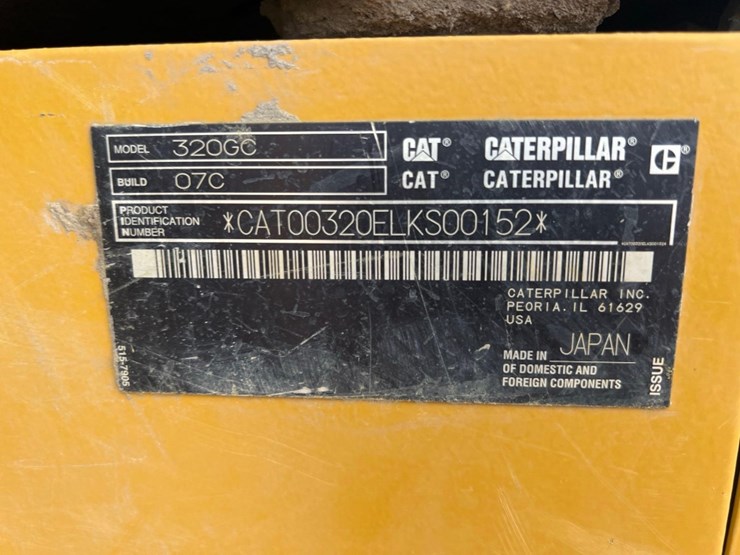 MODEL 320GC
BUILD 07C
CAT® CATERPILLAR®
CAT® CATERPILLAR®
C®
PRODUCT
IDENTIFICATION
NUMBER
*CAT00320ELKS00152*
CATERPILLAR INC.
PEORIA. IL 61629
USA
MADE IN JAPAN
OF DOMESTIC AND
FOREIGN COMPONENTS
515-7905
ISSUE